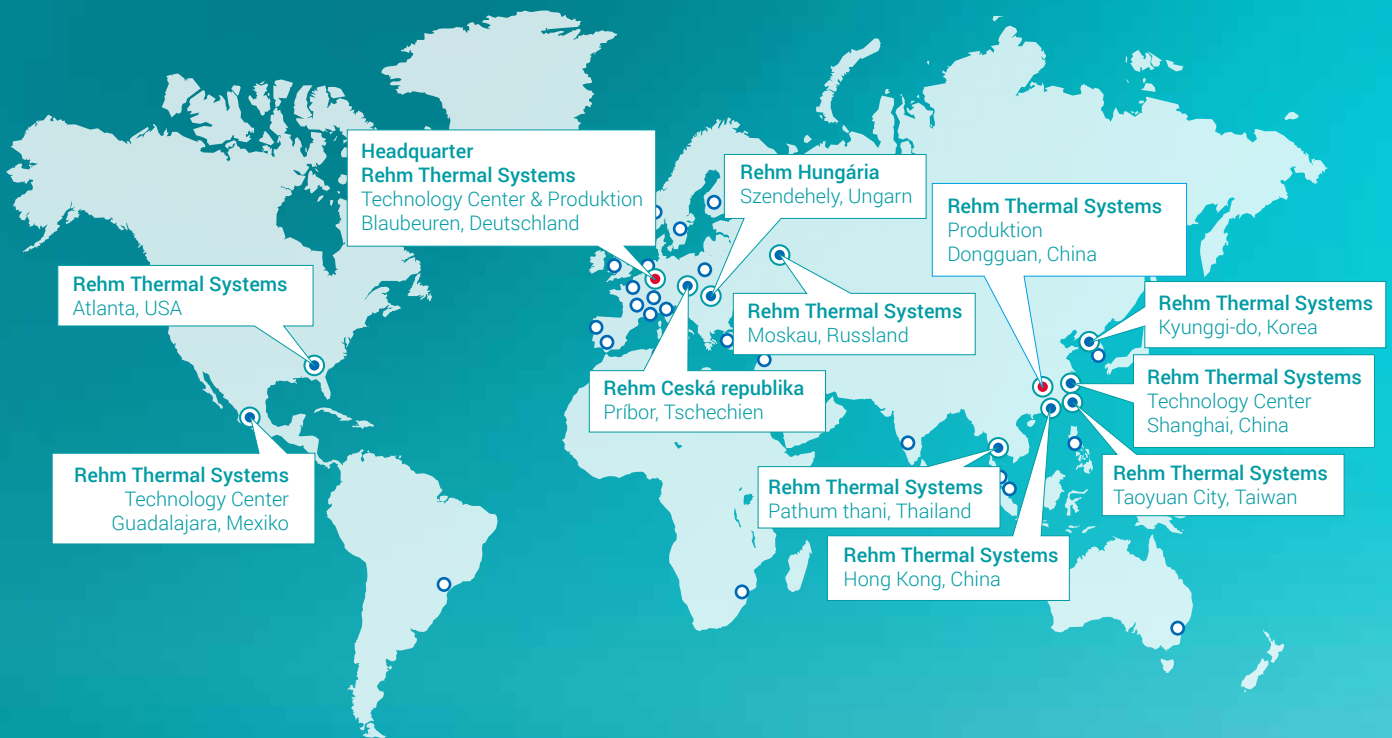 Headquarter
Rehm Thermal Systems
Technology Center & Produktion
Blaubeuren, Deutschland
Rehm Hungária
Szendehely, Ungarn
Rehm Thermal Systems
Produktion
Dongguan, China
Rehm Thermal Systems
Atlanta, USA
Rehm Thermal Systems
Moskau, Russland
Rehm Thermal Systems
Kyunggi-do, Korea
Rehm Ceská republika
Príbor, Tschechien
Rehm Thermal Systems
Technology Center
Shanghai, China
Rehm Thermal Systems
Technology Center
Guadalajara, Mexiko
Rehm Thermal Systems
Pathum thani, Thailand
Rehm Thermal Systems
Taoyuan City, Taiwan
Rehm Thermal Systems
Hong Kong, China